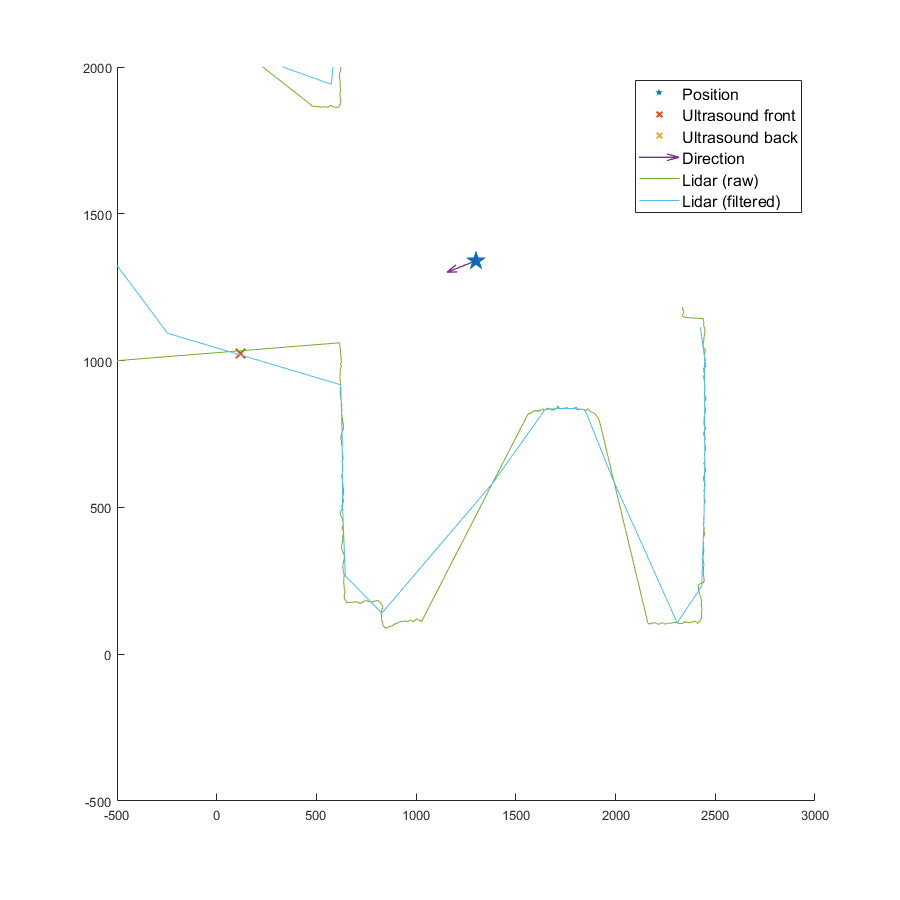 2000
1500
1000
500
0
-500
-500
0
500
1000
1500
2000
2500
3000
Position
Ultrasound front
Ultrasound back
Direction
Lidar (raw)
Lidar (filtered)